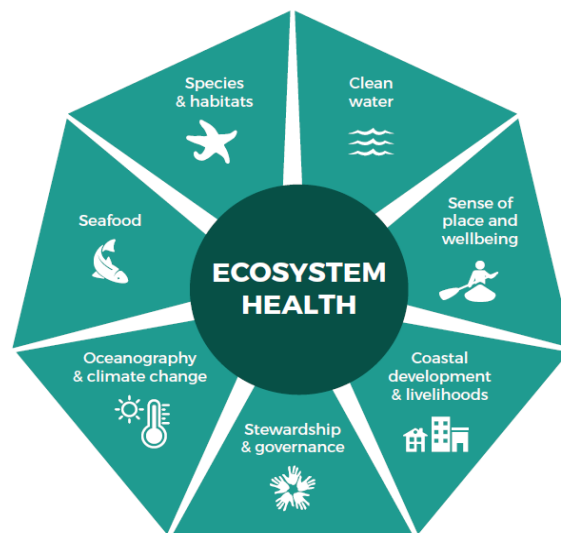 Species
& habitats
Clean
water
Seafood
Sense of
place and
wellbeing
ECOSYSTEM
HEALTH
Oceanography
& climate change
Coastal
development
& livelihoods
Stewardship
& governance